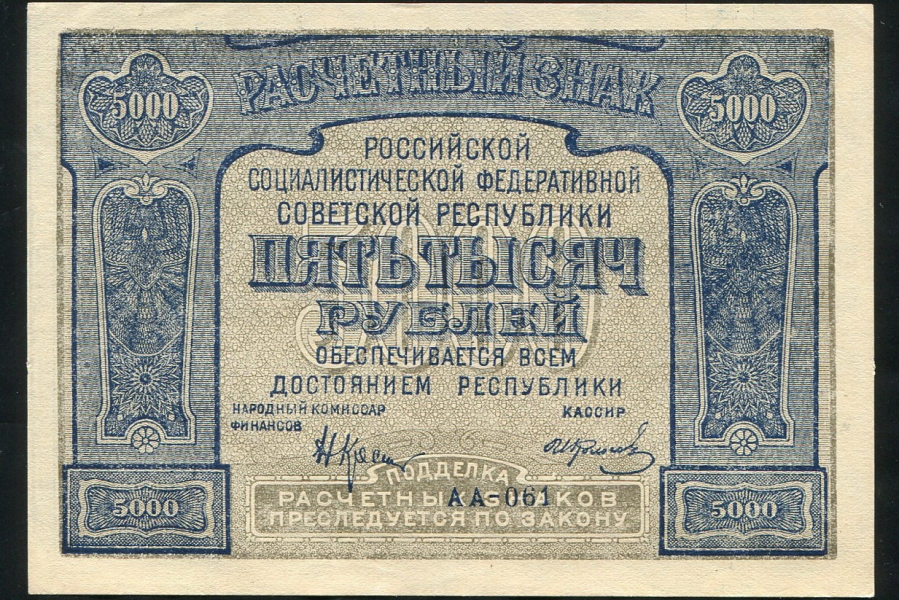 РАСЧЕТНЫЙ ЗНАК
5000 5000
РОССИЙСКОЙ
СОЦИАЛИСТИЧЕСКОЙ ФЕДЕРАТИВНОЙ
СОВЕТСКОЙ РЕСПУБЛИКИ
5000
ПЯТЬ ТЫСЯЧ
РУБЛЕЙ
ОБЕСПЕЧИВАЕТСЯ ВСЕМ
ДОСТОЯНИЕМ РЕСПУБЛИКИ
НАРОДНЫЙ КОМИССАР КАССИР
ФИНАНСОВ
ПОДДЕЛКА
РАСЧЕТНЫХ ЗНАКОВ
АА-061
ПРЕСЛЕДУЕТСЯ ПО ЗАКОНУ
5000 5000